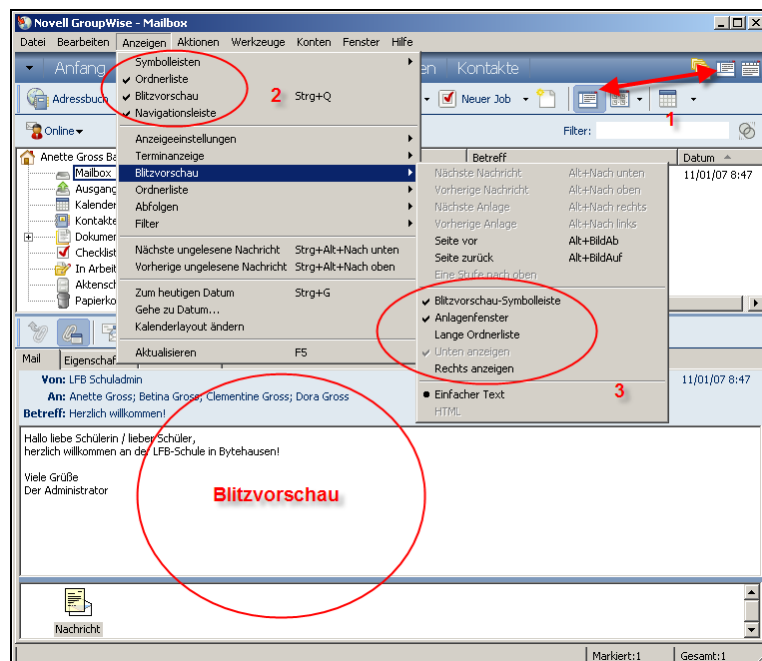 Novell GroupWise - Mailbox
Datei Bearbeiten Anzeigen Aktionen Werkzeuge Konten Fenster Hilfe
Anfang en Kontakte
Adressbuch Neuer Job
1
Online Filter:
Symbolleisten
Ordnerliste
Blitzvorschau Strg+Q
Navigationsleiste
2
Anzeigeeinstellungen
Terminanzeige
Blitzvorschau
Ordnerliste
Abfolgen
Filter
Nächste ungelesene Nachricht Strg+Alt+Nach unten
Vorherige ungelesene Nachricht Strg+Alt+Nach oben
Zum heutigen Datum Strg+G
Gehe zu Datum...
Kalenderlayout ändern
Aktualisieren F5
Anette Gross Ba
Mailbox
Ausgang
Kalender
Kontakte
Dokumer
Checklist
In Arbeit
Aktensch
Papierko
Betreff Datum
11/01/07 8:47
Nächste Nachricht Alt+Nach unten
Vorherige Nachricht Alt+Nach oben
Nächste Anlage Alt+Nach rechts
Vorherige Anlage Alt+Nach links
Seite vor Alt+BildAb
Seite zurück Alt+BildAuf
Eine Stufe nach oben
Blitzvorschau-Symbolleiste
Anlagenfenster
Lange Ordnerliste
Unten anzeigen
Rechts anzeigen
3
Einfacher Text
HTML
Mail Eigenschaf
Von: LFB Schuladmin 11/01/07 8:47
An: Anette Gross; Betina Gross; Clementine Gross; Dora Gross
Betreff: Herzlich willkommen!
Hallo liebe Schülerin / lieber Schüler,
herzlich willkommen an der LFB-Schule in Bytehausen!
Viele Grüße
Der Administrator
Blitzvorschau
Nachricht
Markiert:1 Gesamt:1